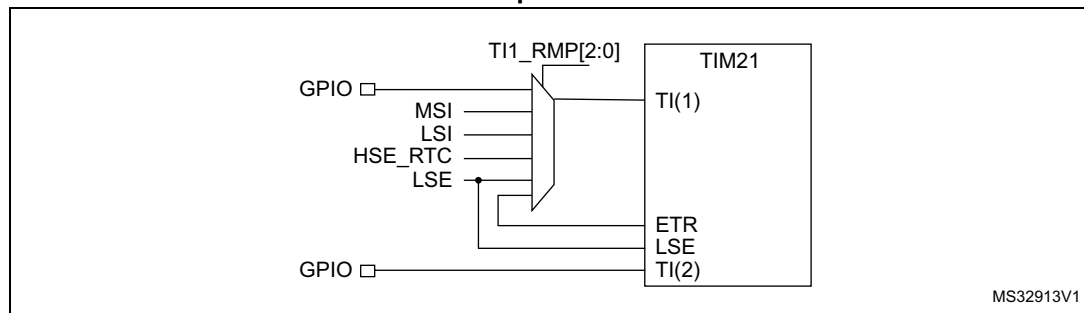 TI1_RMP[2:0]
TIM21
GPIO
TI(1)
MSI
LSI
HSE_RTC
LSE
ETR
LSE
GPIO
TI(2)
MS32913V1